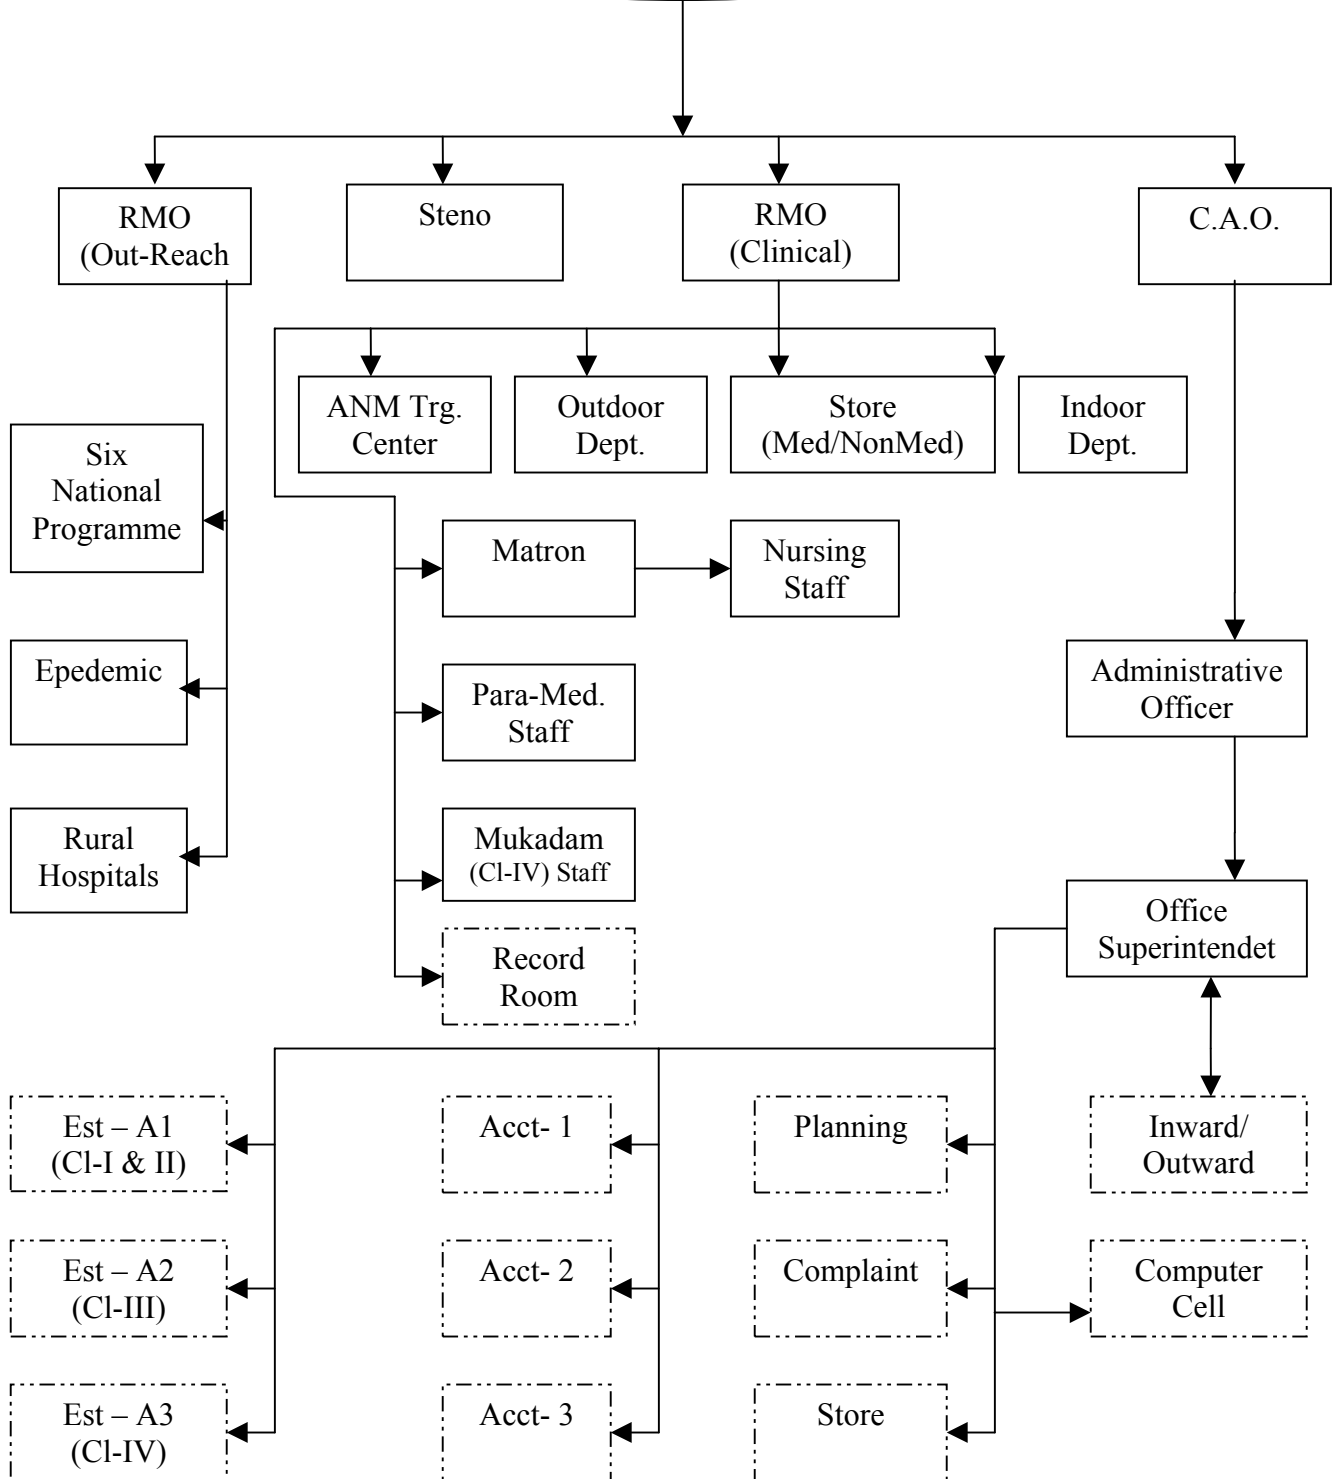 RMO
(Out-Reach
Steno
RMO
(Clinical)
C.A.O.
ANM Trg.
Center
Outdoor
Dept.
Store
(Med/NonMed)
Indoor
Dept.
Six
National
Programme
Matron
Nursing
Staff
Epedemic
Para-Med.
Staff
Administrative
Officer
Rural
Hospitals
Mukadam
(Cl-IV) Staff
Office
Superintendet
Record
Room
Est – A1
(Cl-I & II)
Acct- 1
Planning
Inward/
Outward
Est – A2
(Cl-III)
Acct- 2
Complaint
Computer
Cell
Est – A3
(Cl-IV)
Acct- 3
Store